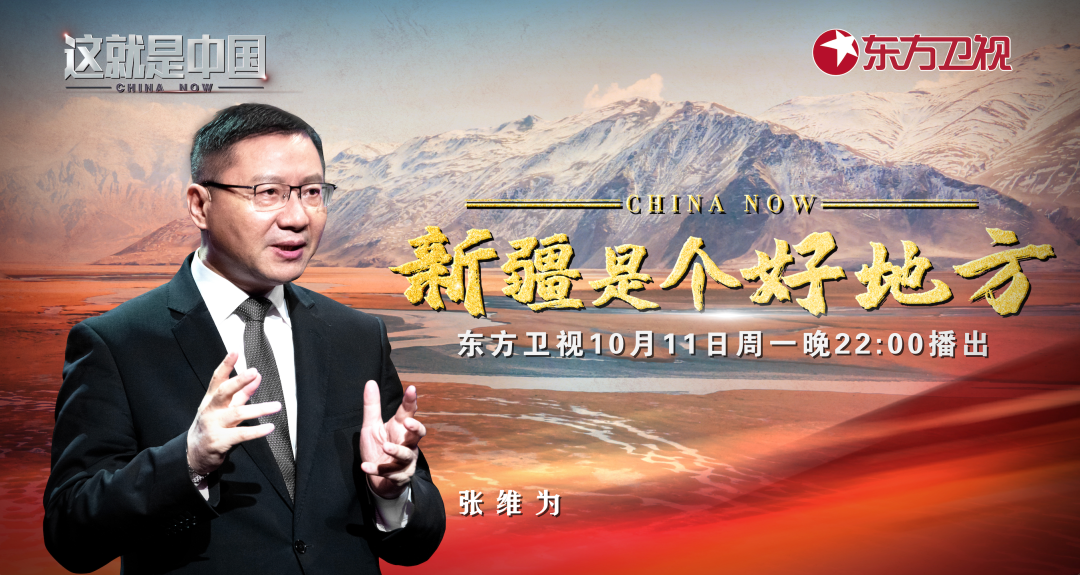 这就是中国
CHINA NOW
东方卫视
CHINA NOW
新疆是个好地方
东方卫视10月11日周一晚22:00播出
张维为